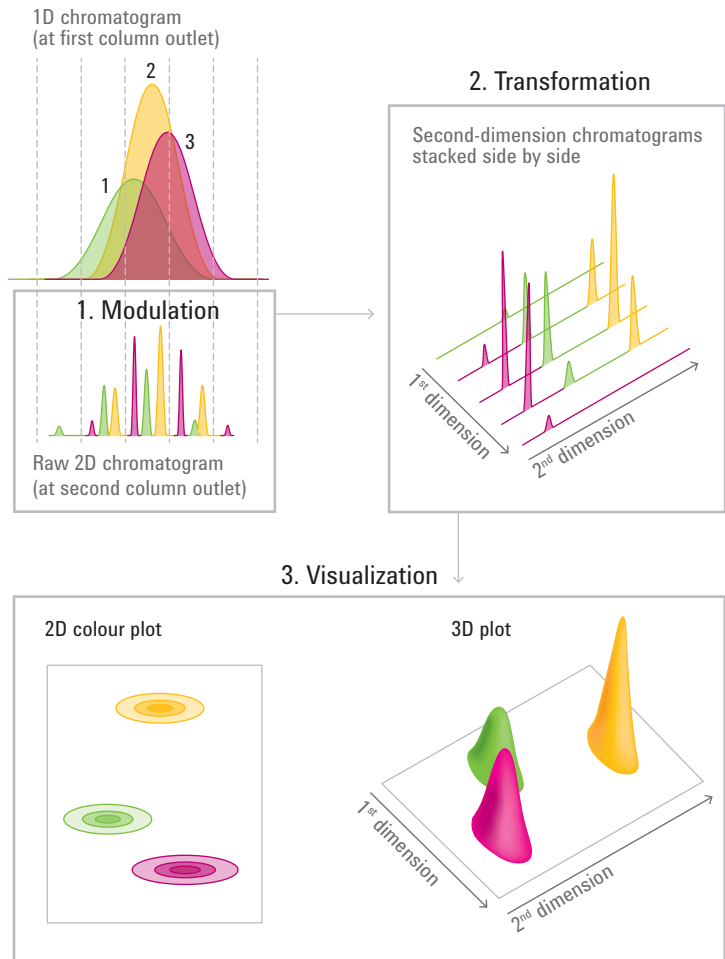 1D chromatogram
(at first column outlet)
2
3
1
1. Modulation
Raw 2D chromatogram
(at second column outlet)
2. Transformation
Second-dimension chromatograms
stacked side by side
1st dimension
2nd dimension
3. Visualization
2D colour plot
3D plot
1st dimension
2nd dimension